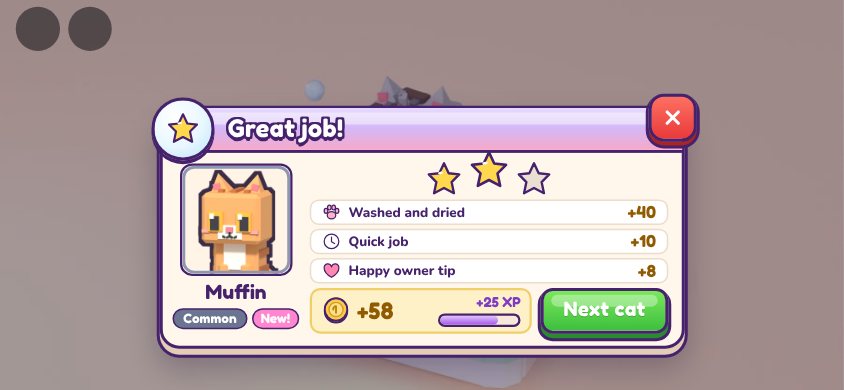 Great job!
Washed and dried +40
Quick job +10
Happy owner tip +8
Muffin
Common New!
1 +58 +25 XP
Next cat